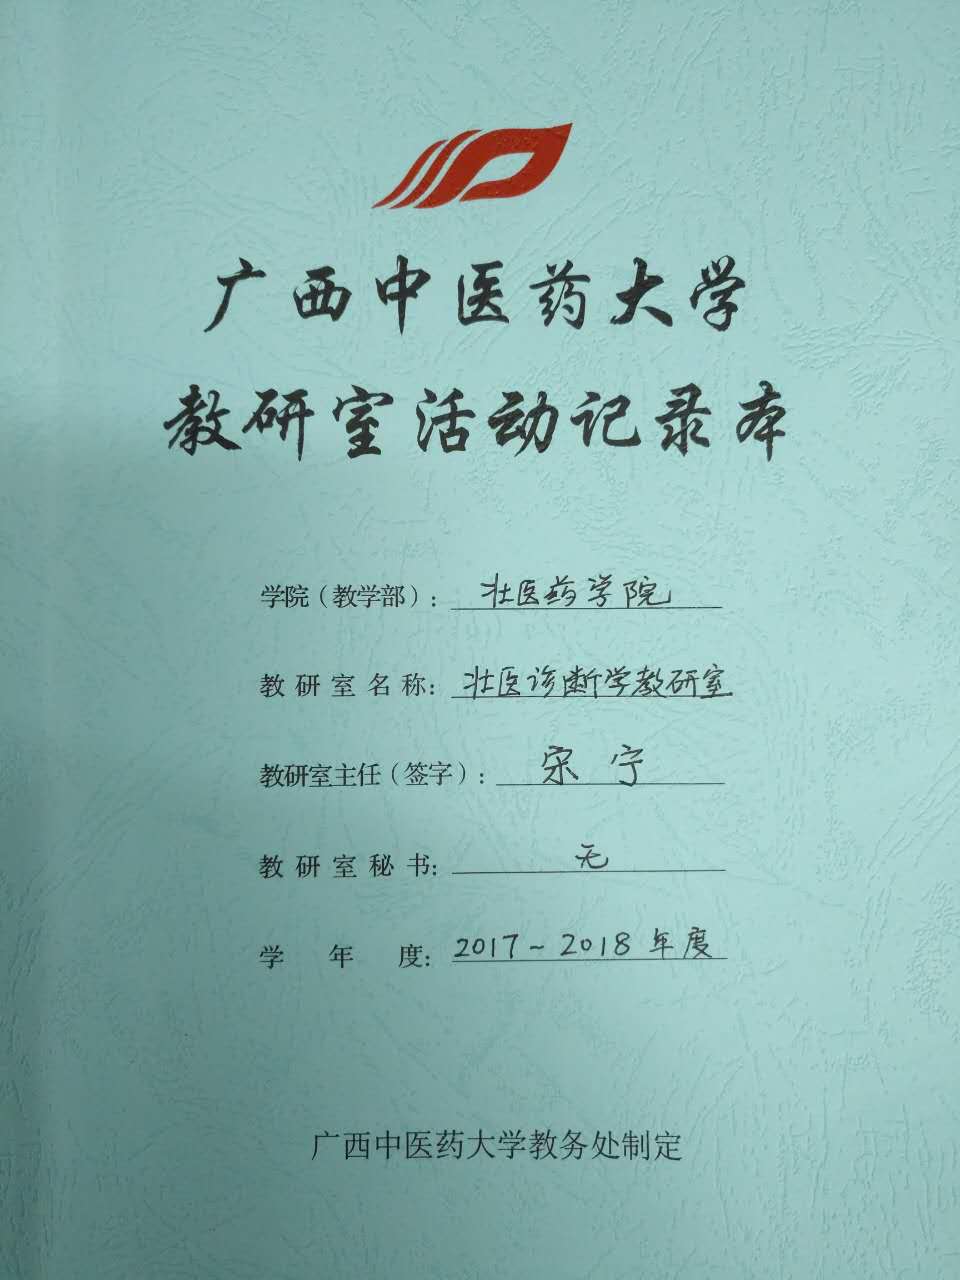 广西中医药大学
教研室活动记录本
学院（教学部）：壮医药学院
教研室名称：壮医诊断学教研室
教研室主任（签字）：宋宁
教研室秘书：无
学年度：2017～2018年度
广西中医药大学教务处制定